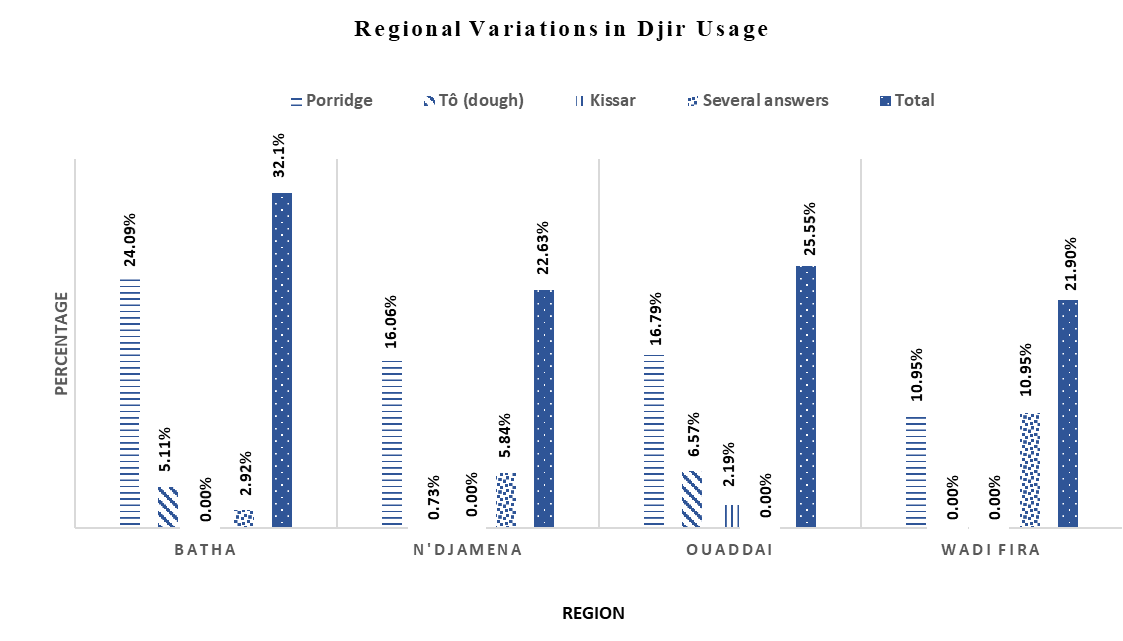 Regional Variations in Djir Usage
Porridge Tô (dough) Kissar Several answers Total
PERCENTAGE
24.09% 5.11% 0.00% 2.92% 32.1%
16.06% 0.73% 0.00% 5.84% 22.63%
16.79% 6.57% 2.19% 0.00% 25.55%
10.95% 0.00% 0.00% 10.95% 21.90%
BATHA N'DJAMENA OUADDAI WADI FIRA
REGION